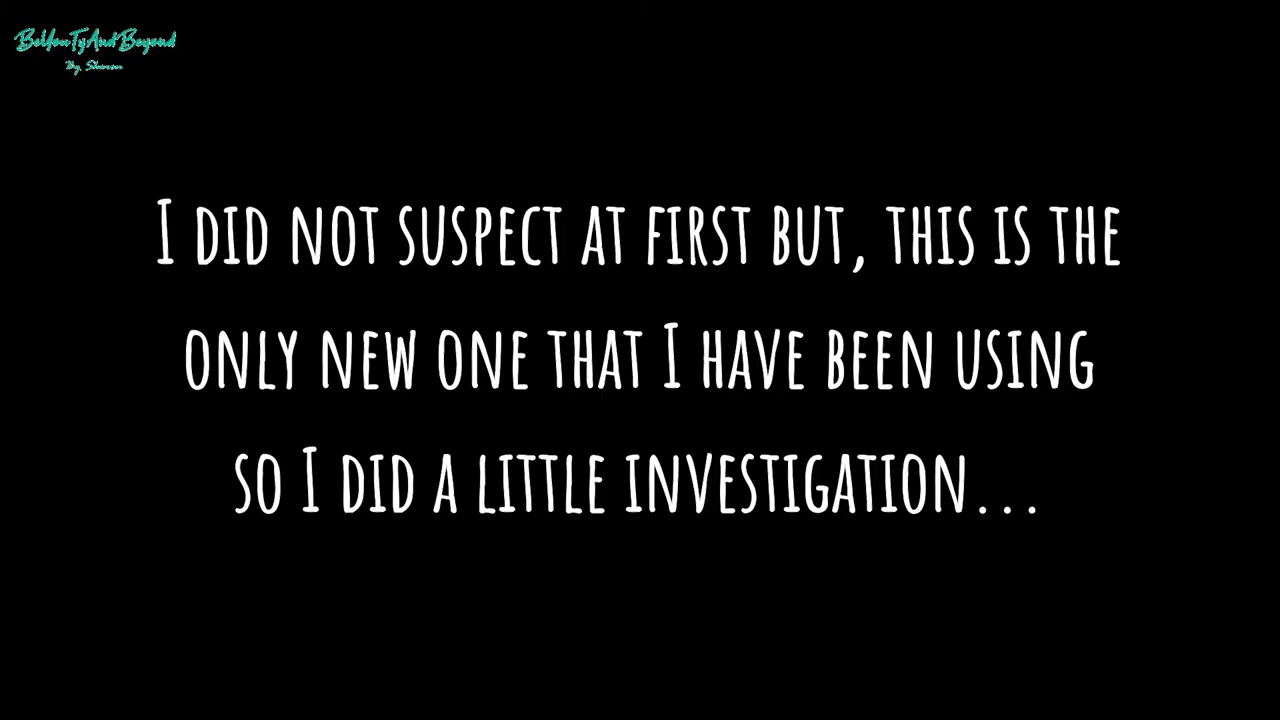 I DID NOT SUSPECT AT FIRST BUT, THIS IS THE
ONLY NEW ONE THAT I HAVE BEEN USING
SO I DID A LITTLE INVESTIGATION...